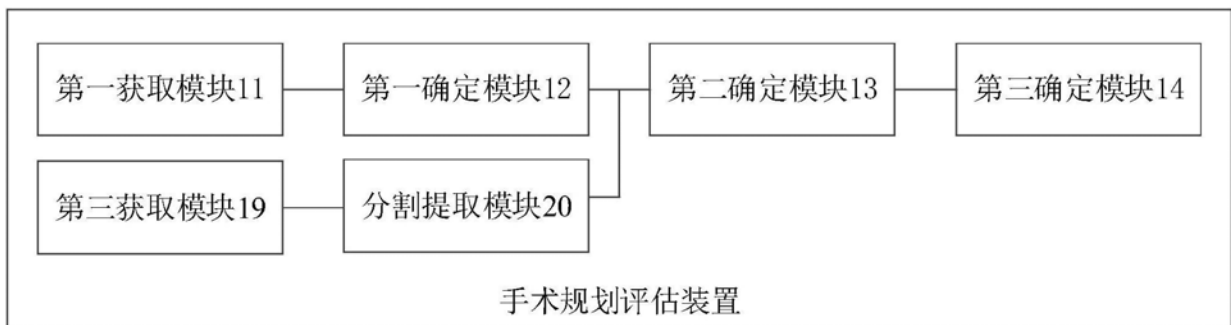 第一获取模块11
第一确定模块12
第二确定模块13
第三确定模块14
第三获取模块19
分割提取模块20
手术规划评估装置